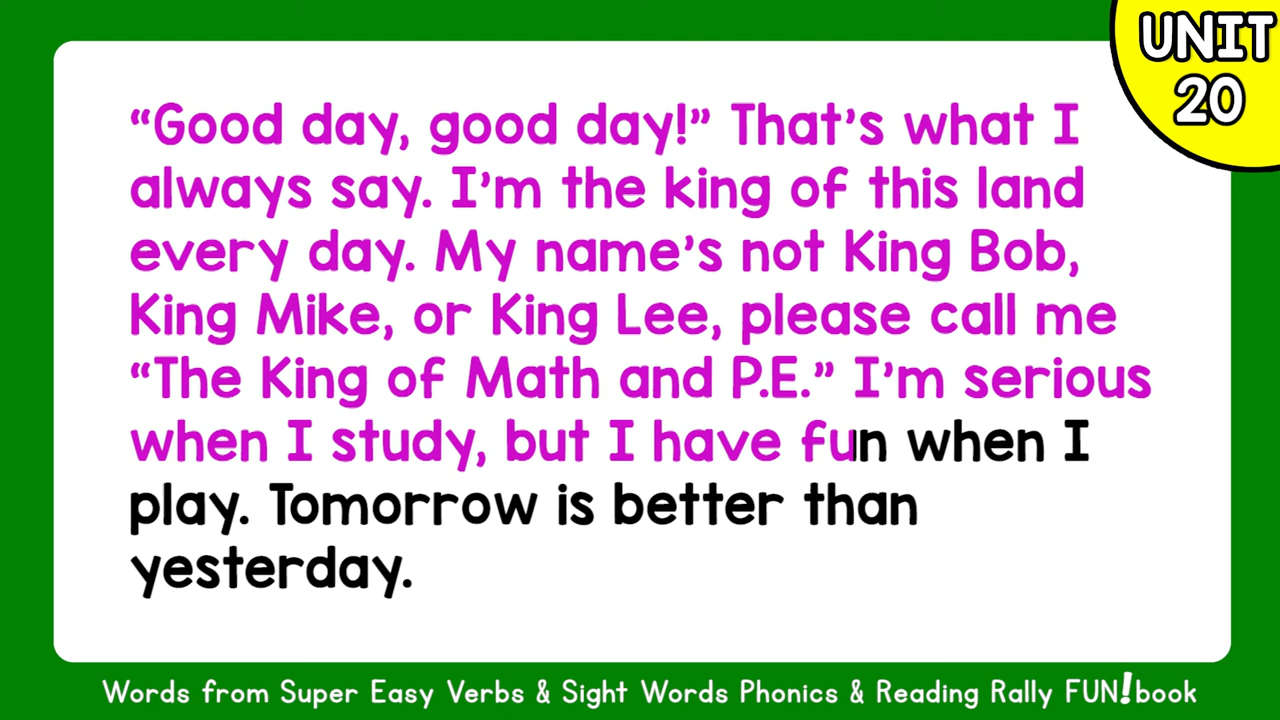 UNIT
20
“Good day, good day!” That’s what I
always say. I’m the king of this land
every day. My name’s not King Bob,
King Mike, or King Lee, please call me
“The King of Math and P.E.” I’m serious
when I study, but I have fun when I
play. Tomorrow is better than
yesterday.
Words from Super Easy Verbs & Sight Words Phonics & Reading Rally FUN!book